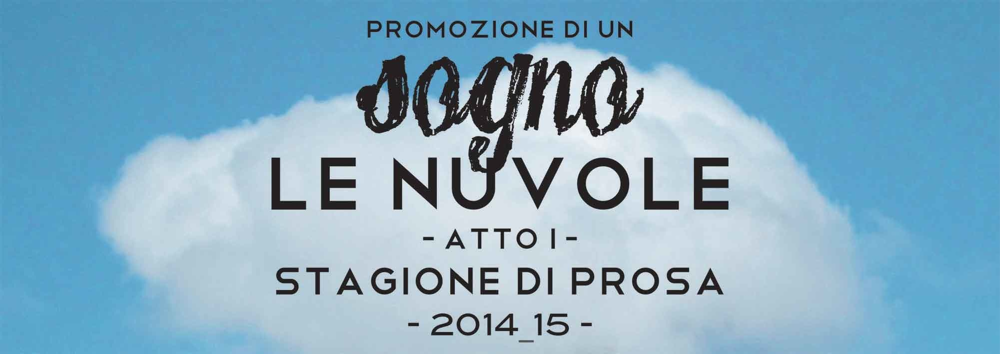 PROMOZIONE DI UN
sogno
LE NUVOLE
- ATTO I -
STAGIONE DI PROSA
- 2014_15 -